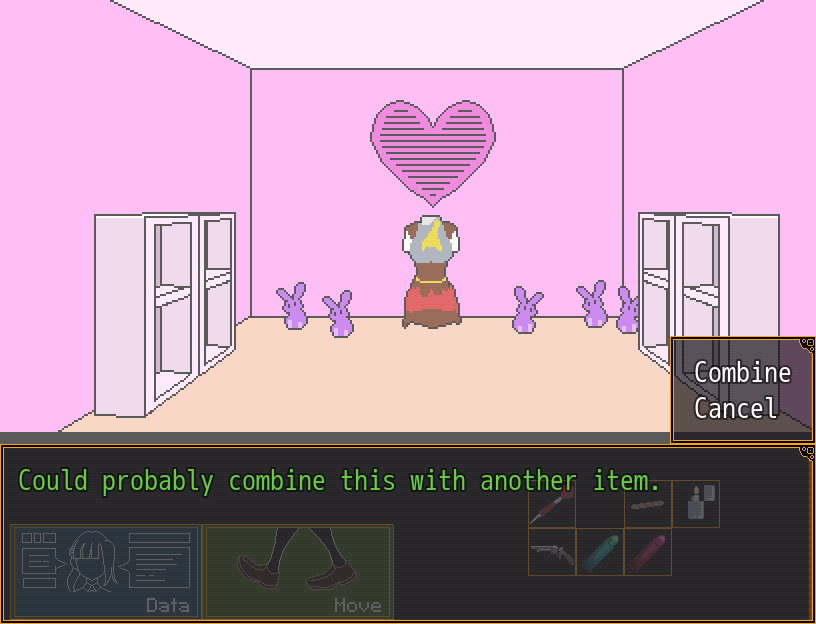 Combine
Cancel
Could probably combine this with another item.
Data
Move